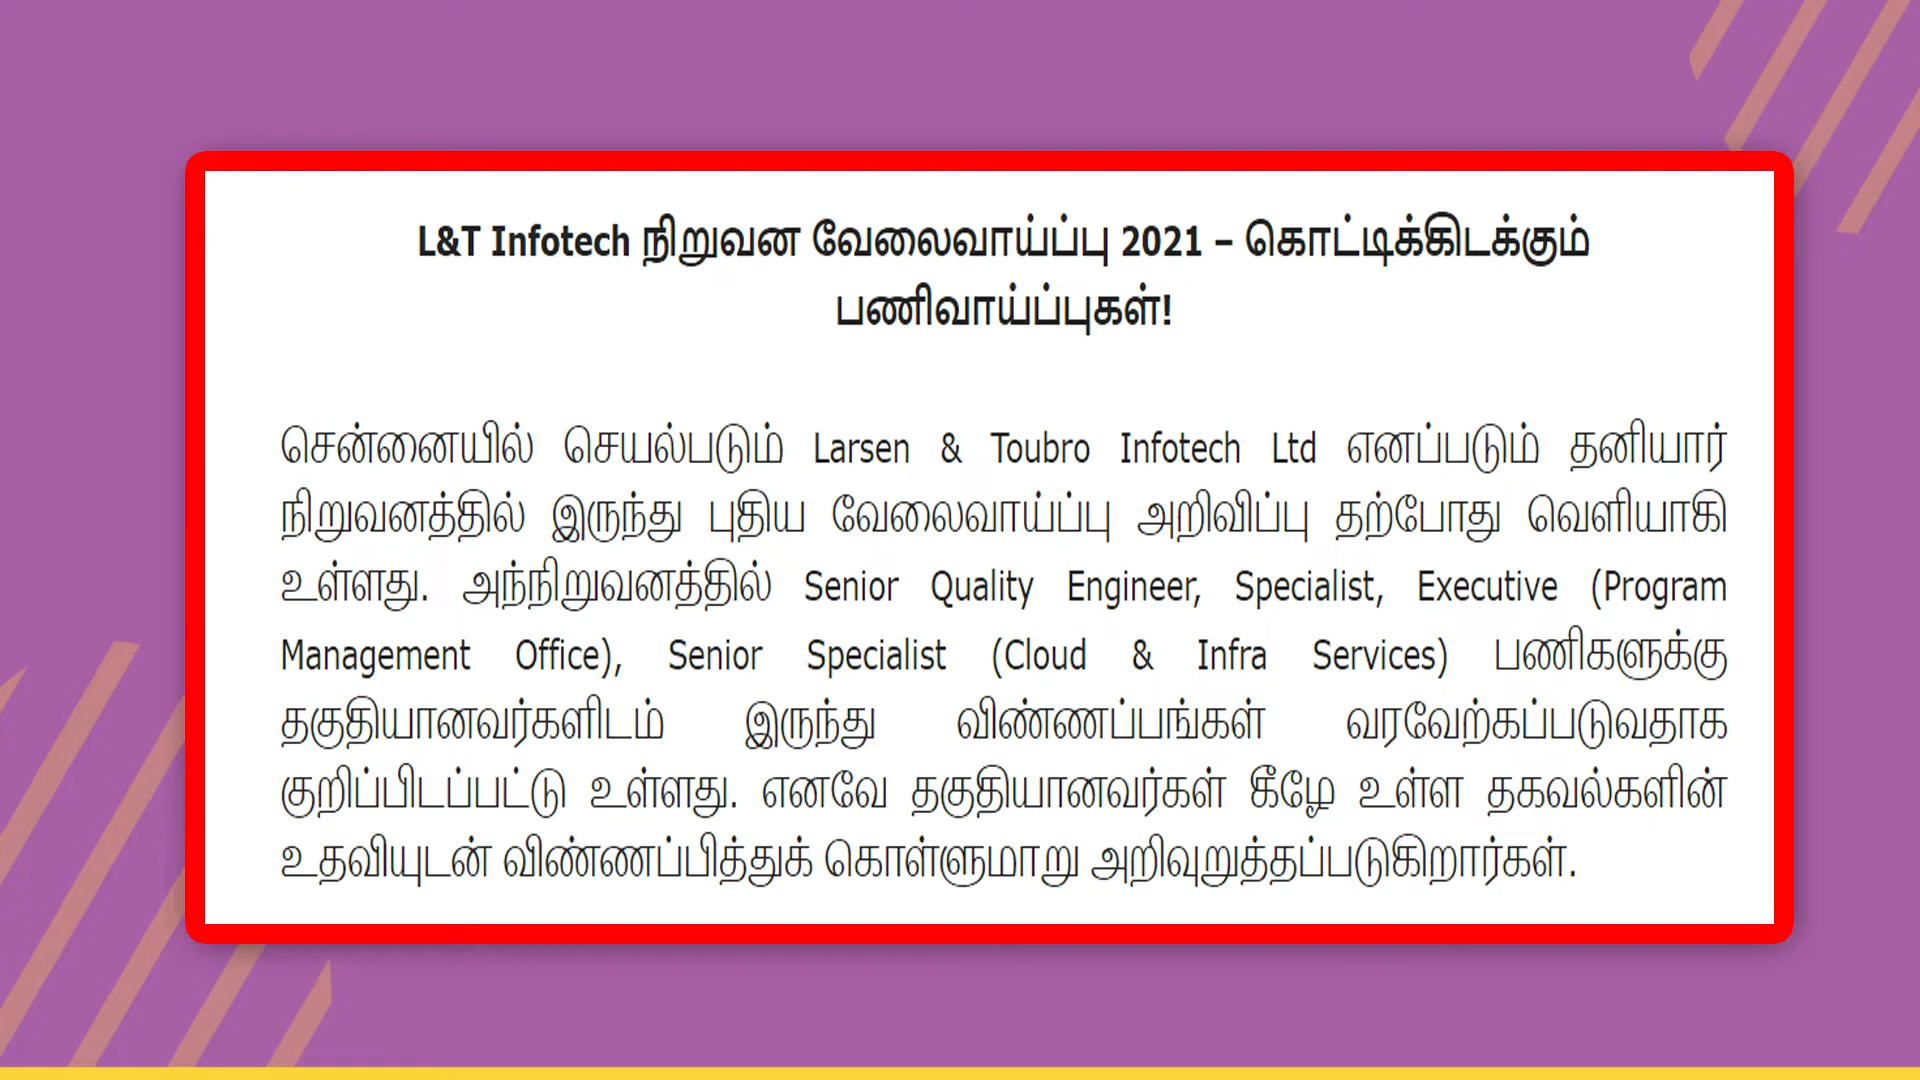 L&T Infotech நிறுவன வேலைவாய்ப்பு 2021 – கொட்டிக்கிடக்கும்
பணிவாய்ப்புகள்!
சென்னையில் செயல்படும் Larsen & Toubro Infotech Ltd எனப்படும் தனியார்
நிறுவனத்தில் இருந்து புதிய வேலைவாய்ப்பு அறிவிப்பு தற்போது வெளியாகி
உள்ளது. அந்நிறுவனத்தில் Senior Quality Engineer, Specialist, Executive (Program
Management Office), Senior Specialist (Cloud & Infra Services) பணிகளுக்கு
தகுதியானவர்களிடம் இருந்து விண்ணப்பங்கள் வரவேற்கப்படுவதாக
குறிப்பிடப்பட்டு உள்ளது. எனவே தகுதியானவர்கள் கீழே உள்ள தகவல்களின்
உதவியுடன் விண்ணப்பித்துக் கொள்ளுமாறு அறிவுறுத்தப்படுகிறார்கள்.